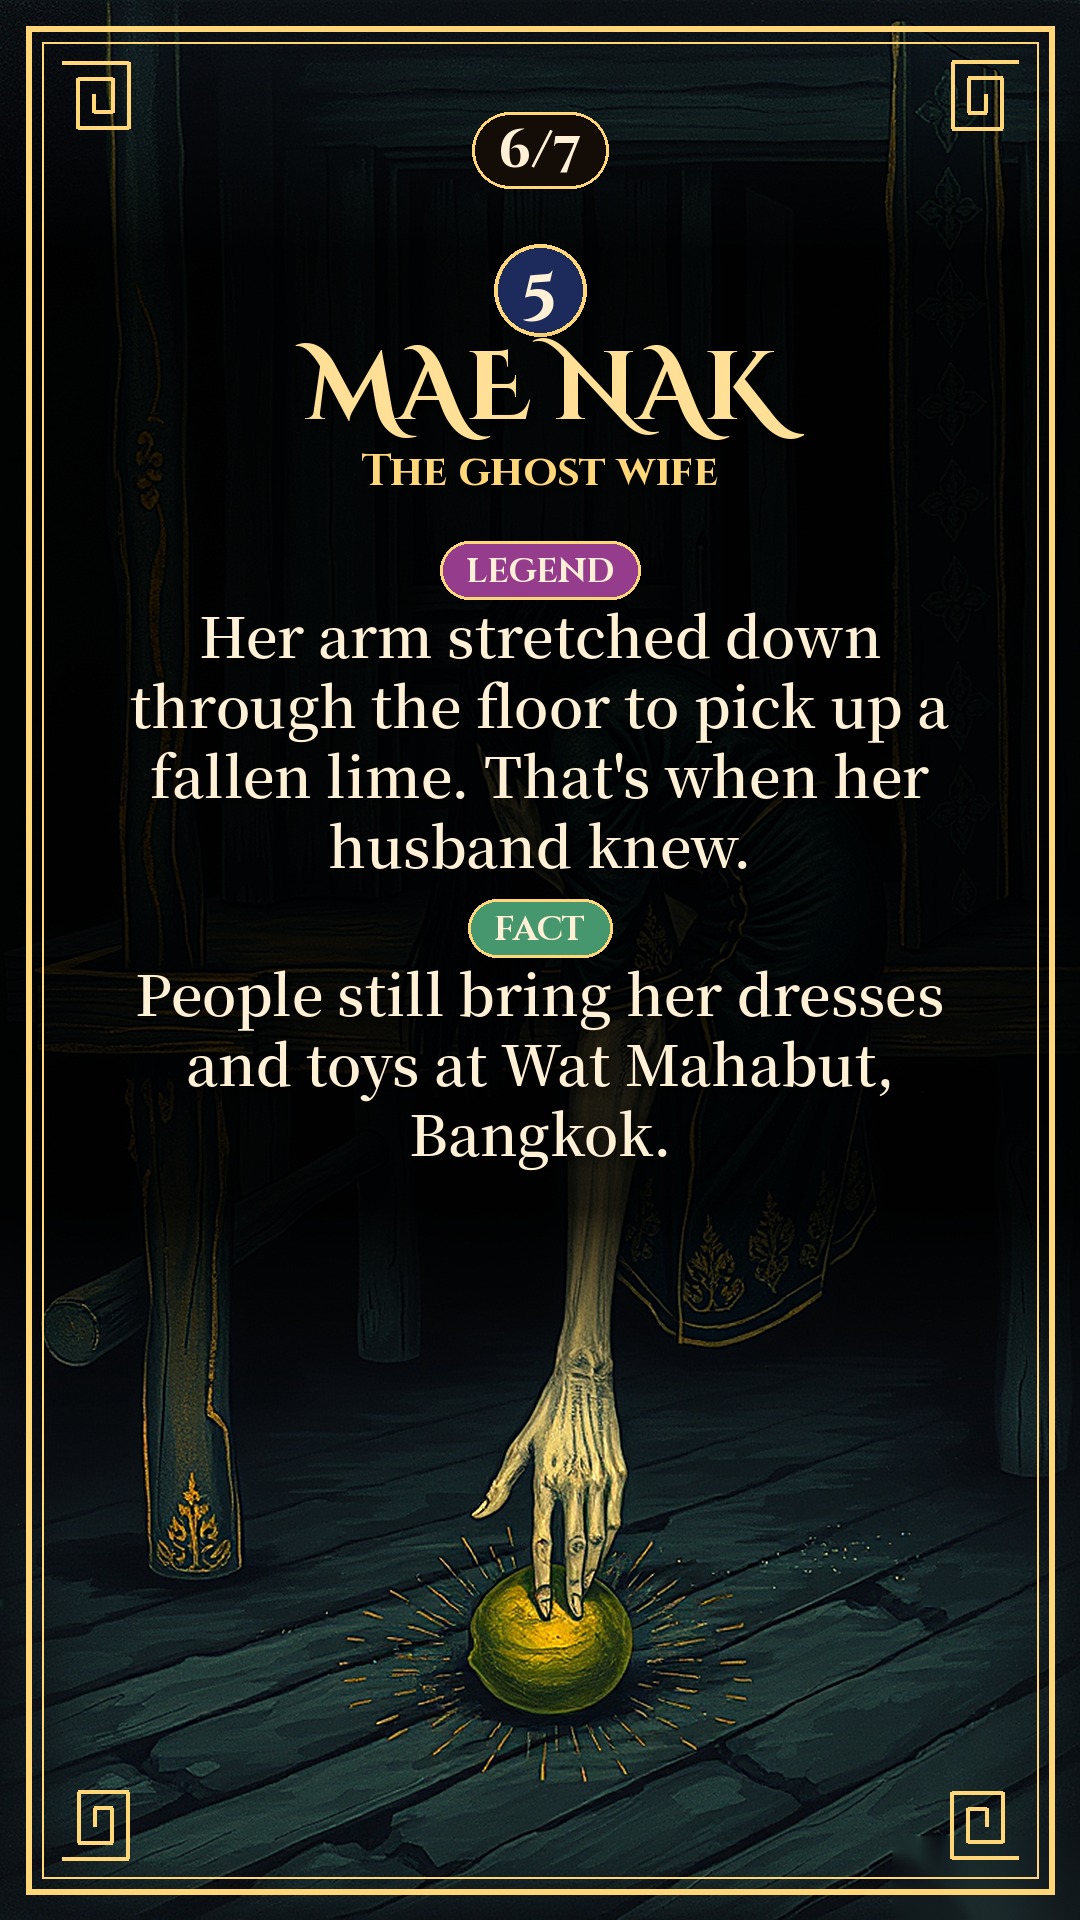 6/7
5
MAE NAK
THE GHOST WIFE
LEGEND
Her arm stretched down
through the floor to pick up a
fallen lime. That's when her
husband knew.
FACT
People still bring her dresses
and toys at Wat Mahabut,
Bangkok.